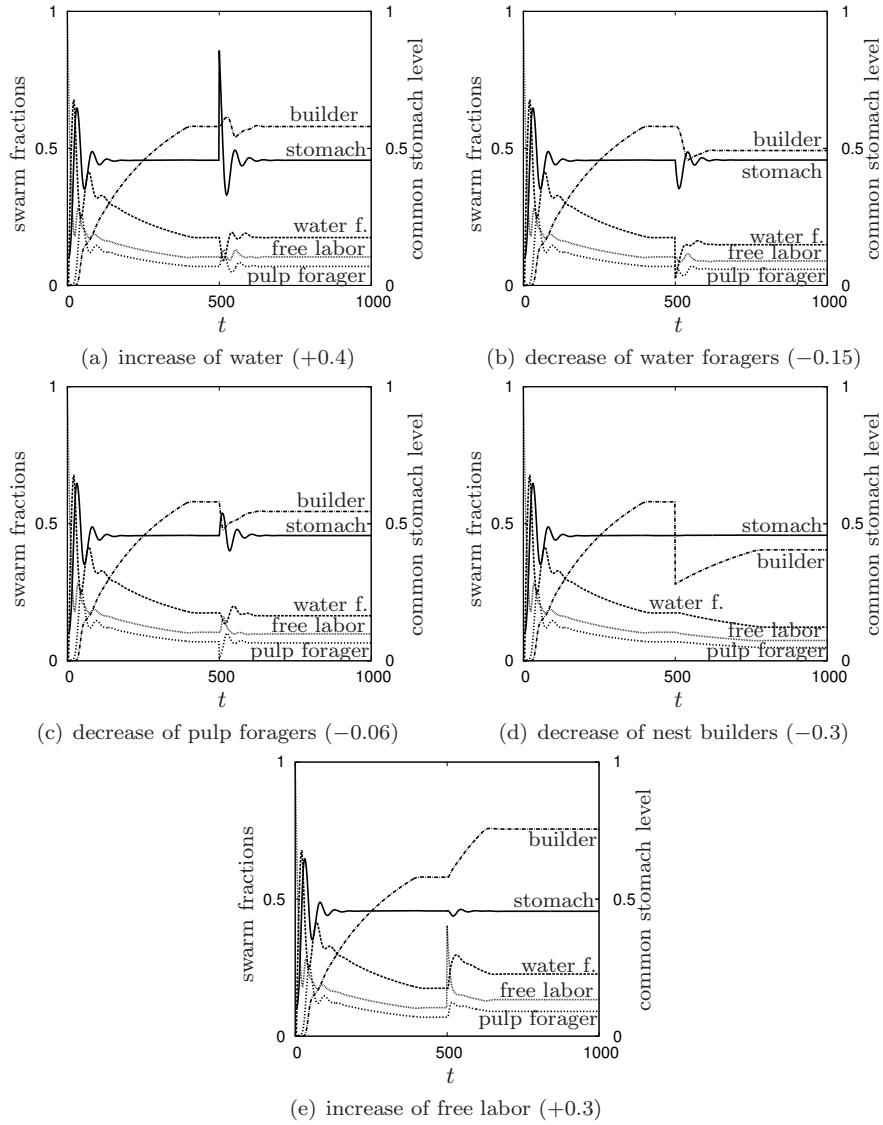 1 1
swarm fractions
common stomach level
builder
0.5 0.5
stomach
water f.
free labor
pulp forager
0 0
0 500 1000
t
(a) increase of water (+0.4)
1 1
swarm fractions
common stomach level
builder
0.5 0.5
stomach
water f.
free labor
pulp forager
0 0
0 500 1000
t
(b) decrease of water foragers (−0.15)
1 1
swarm fractions
common stomach level
builder
0.5 0.5
stomach
water f.
free labor
pulp forager
0 0
0 500 1000
t
(c) decrease of pulp foragers (−0.06)
1 1
swarm fractions
common stomach level
0.5 0.5
stomach
builder
water f.
free labor
pulp forager
0 0
0 500 1000
t
(d) decrease of nest builders (−0.3)
1 1
swarm fractions
common stomach level
builder
0.5 0.5
stomach
water f.
free labor
pulp forager
0 0
0 500 1000
t
(e) increase of free labor (+0.3)